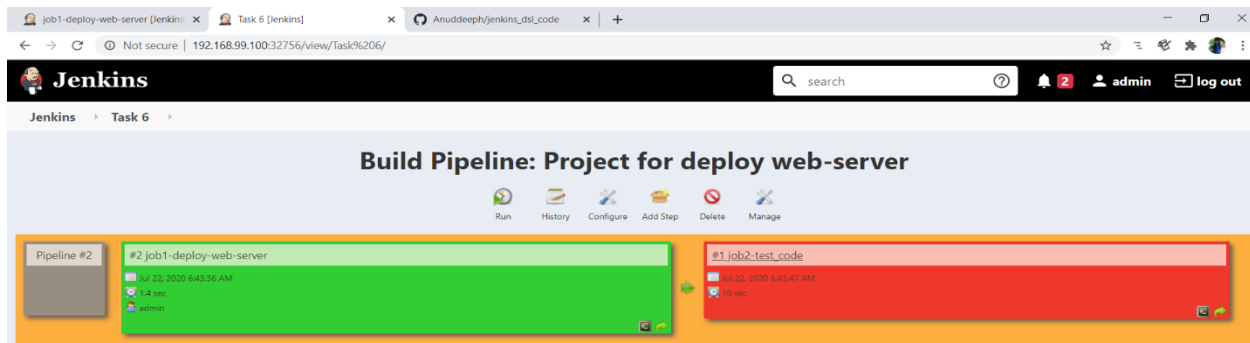 job1-deploy-web-server [Jenkins
Task 6 [Jenkins]
Anuddeeph/jenkins_dsl_code
Not secure | 192.168.99.100:32756/view/Task%206/
Jenkins
search
2
admin
log out
Jenkins
Task 6
Build Pipeline: Project for deploy web-server
Run
History
Configure
Add Step
Delete
Manage
Pipeline #2
#2 job1-deploy-web-server
Jul 22, 2020 6:45:36 AM
1.4 sec
admin
#1 job2-test_code
Jul 22, 2020 6:45:47 AM
10 sec